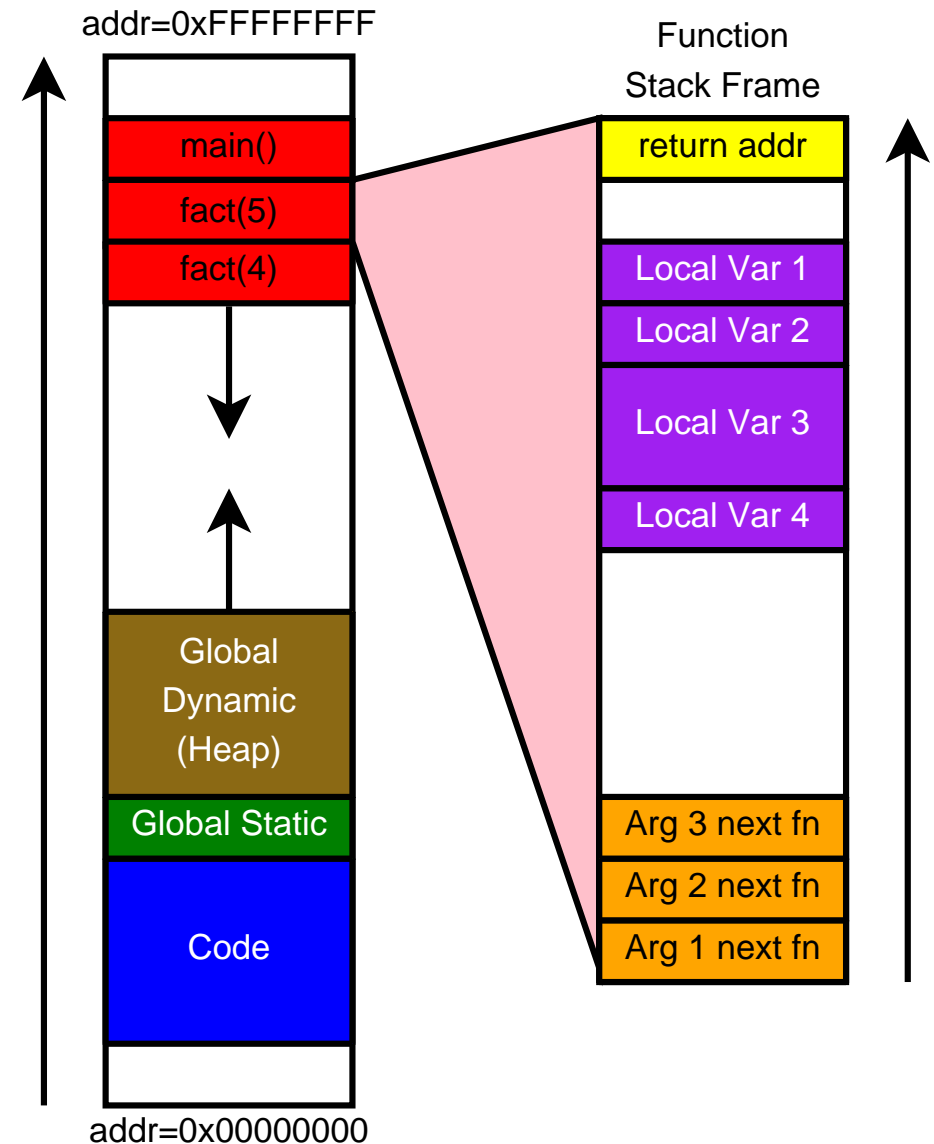 addr=0xFFFFFFFF
main()
fact(5)
fact(4)
Global
Dynamic
(Heap)
Global Static
Code
addr=0x00000000
Function
Stack Frame
return addr
Local Var 1
Local Var 2
Local Var 3
Local Var 4
Arg 3 next fn
Arg 2 next fn
Arg 1 next fn